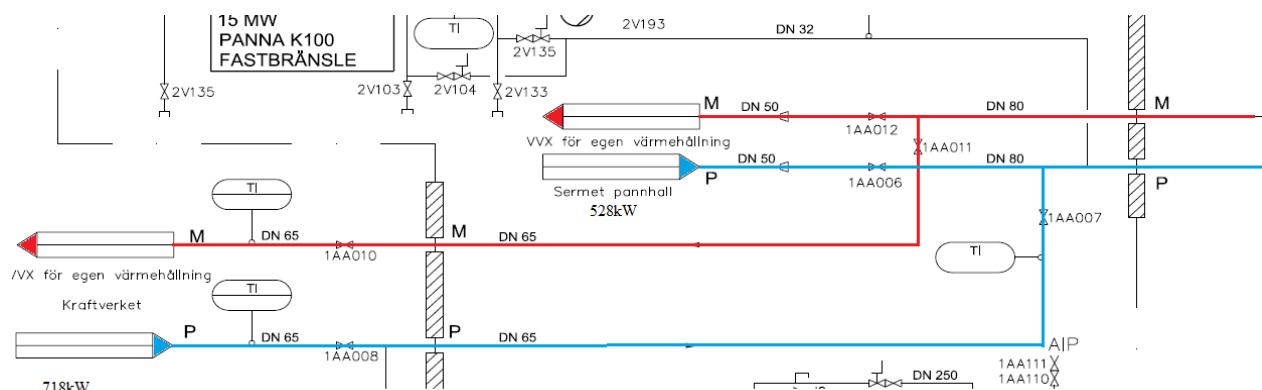 15 MW
PANNA K100
FASTBRÄNSLE
TI
2V135
2V193
DN 32
2V135
2V103
2V104
2V133
M
DN 50
1AA012
DN 80
M
VVX för egen värmehållning
1AA011
DN 50
DN 80
P
1AA006
P
Sermet pannhall
528kW
TI
1AA007
M
DN 65
M
DN 65
1AA010
TI
/VX för egen värmehållning
TI
Kraftverket
P
DN 65
P
DN 65
1AA008
AIP
1AA111
1AA110
DN 250
718kW